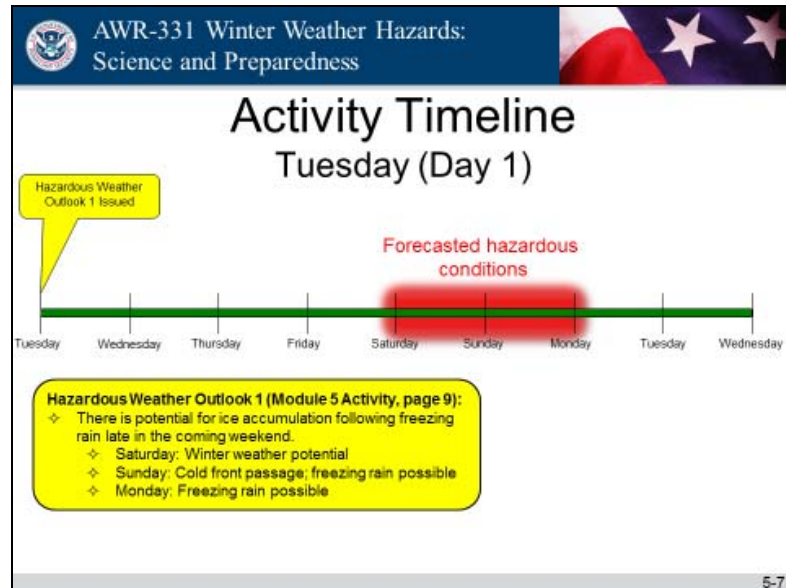 AWR-331 Winter Weather Hazards:
Science and Preparedness
Activity Timeline
Tuesday (Day 1)
Hazardous Weather
Outlook 1 Issued
Forecasted hazardous
conditions
Tuesday Wednesday Thursday Friday Saturday Sunday Monday Tuesday Wednesday
Hazardous Weather Outlook 1 (Module 5 Activity, page 9):
✧ There is potential for ice accumulation following freezing
rain late in the coming weekend.
✧ Saturday: Winter weather potential
✧ Sunday: Cold front passage; freezing rain possible
✧ Monday: Freezing rain possible
5-7